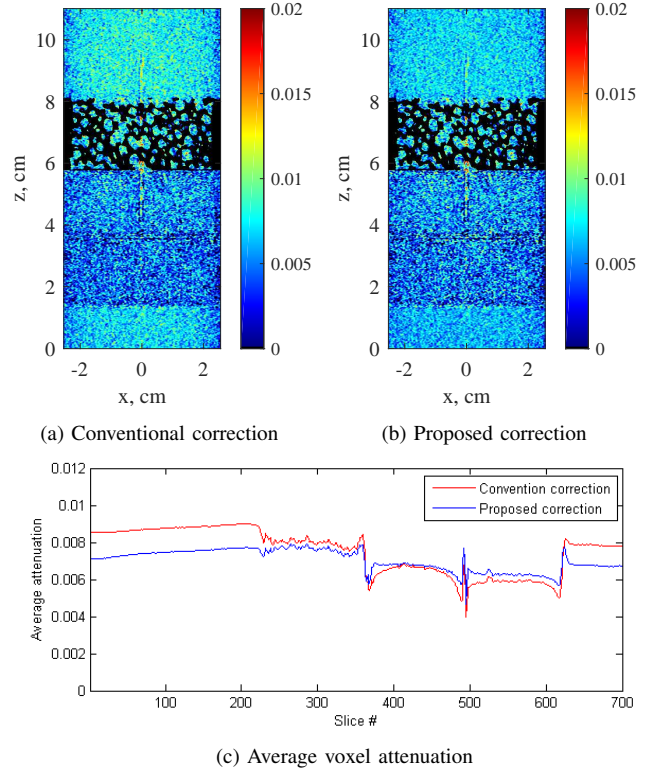 10
8
6
4
2
0
z, cm
-2 0 2
x, cm
0.02
0.015
0.01
0.005
0
(a) Conventional correction
10
8
6
4
2
0
z, cm
-2 0 2
x, cm
0.02
0.015
0.01
0.005
0
(b) Proposed correction
0.012
0.01
0.008
0.006
0.004
0.002
0
Average attenuation
Convention correction
Proposed correction
100 200 300 400 500 600 700
Slice #
(c) Average voxel attenuation